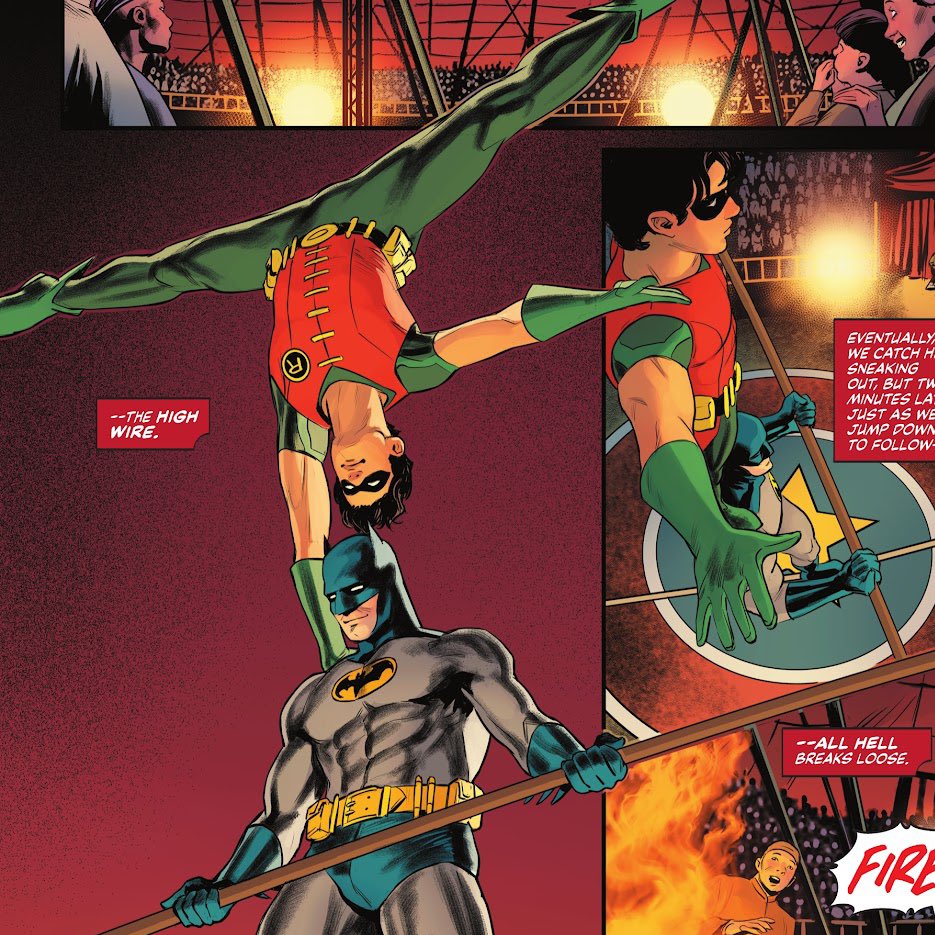 --THE HIGH
WIRE.
R
EVENTUALLY,
WE CATCH
SNEAKING
OUT, BUT
MINUTES
JUST AS WE
JUMP DOWN
TO FOLLOW--
--ALL HELL
BREAKS LOOSE.
FIRE